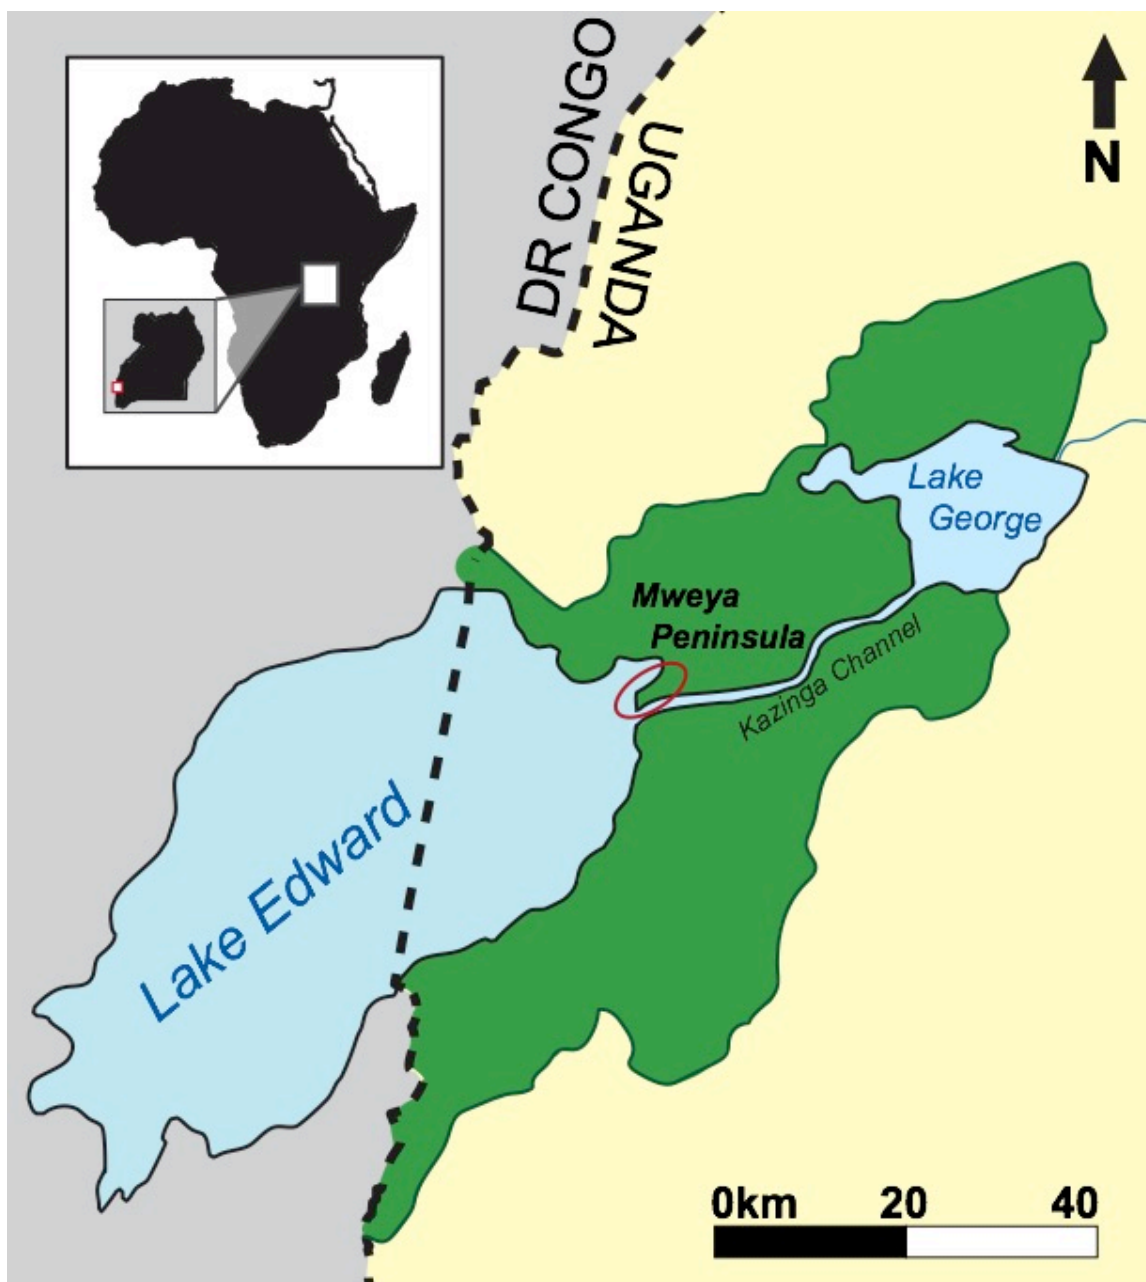 DR CONGO
UGANDA
N
Lake
George
Mweya
Peninsula
Kazinga Channel
Lake Edward
0km 20 40